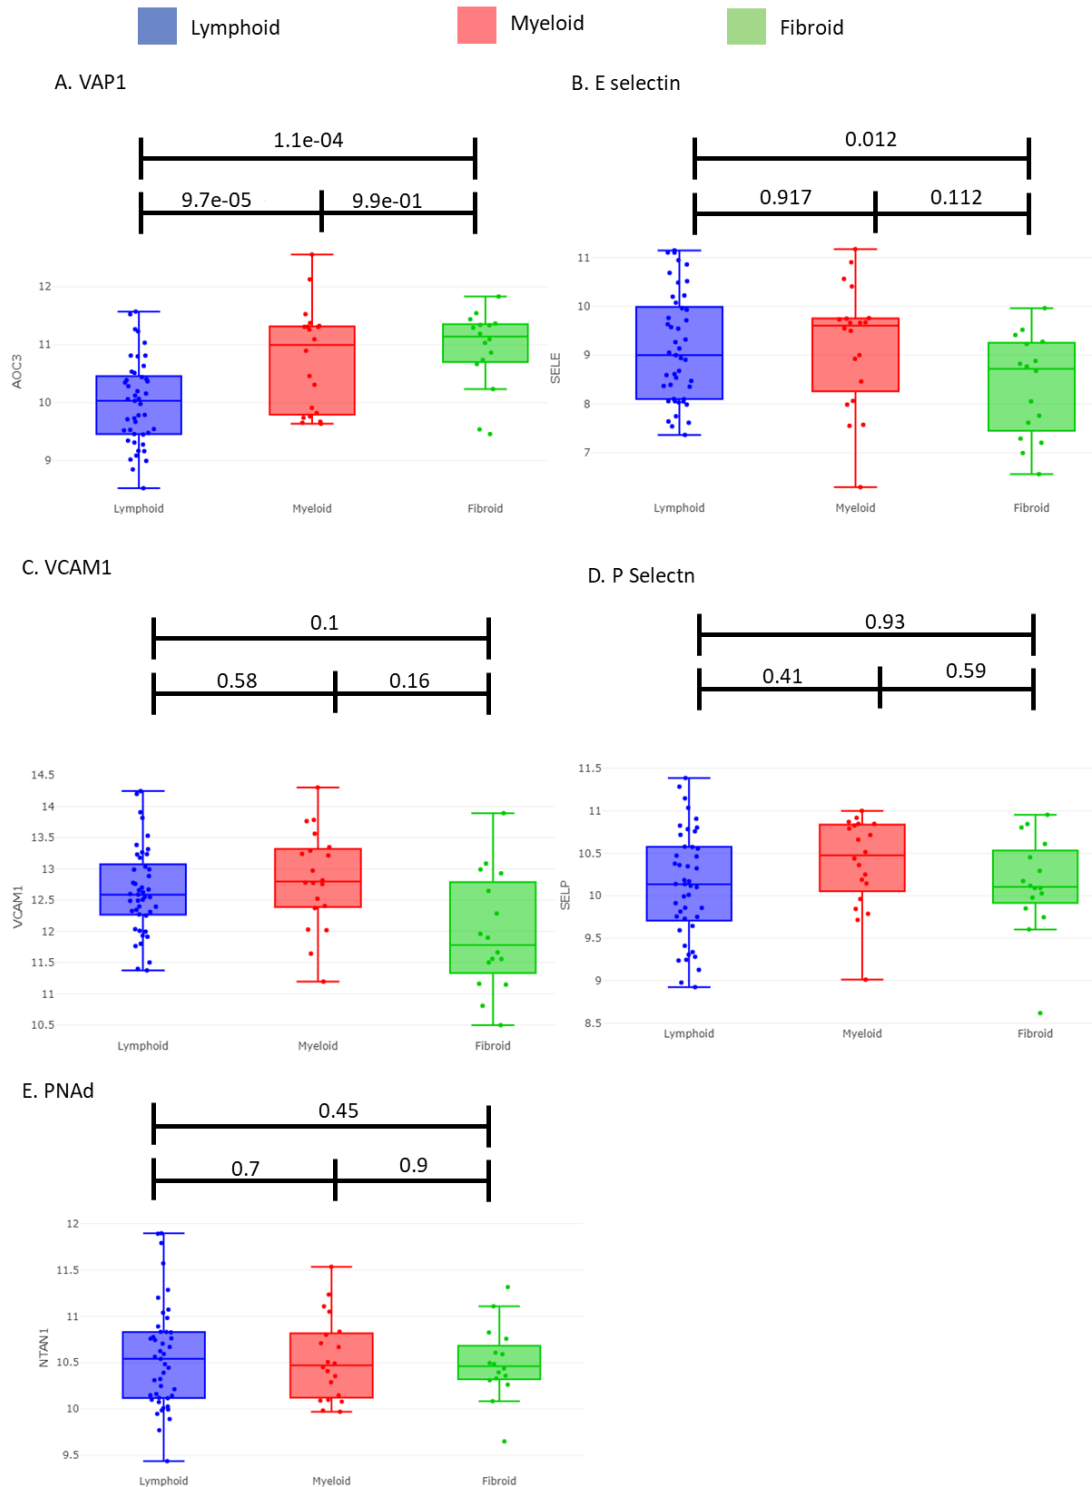 Lymphoid Myeloid Fibroid
A. VAP1
1.1e-04
9.7e-05 9.9e-01
12
11
10
9
AOC3
Lymphoid Myeloid Fibroid
B. E selectin
0.012
0.917 0.112
11
10
9
8
7
SELE
Lymphoid Myeloid Fibroid
C. VCAM1
0.1
0.58 0.16
14.5
14
13.5
13
12.5
12
11.5
11
10.5
VCAM1
Lymphoid Myeloid Fibroid
D. P Selectn
0.93
0.41 0.59
11.5
11
10.5
10
9.5
9
8.5
SELP
Lymphoid Myeloid Fibroid
E. PNAd
0.45
0.7 0.9
12
11.5
11
10.5
10
9.5
NTAN1
Lymphoid Myeloid Fibroid